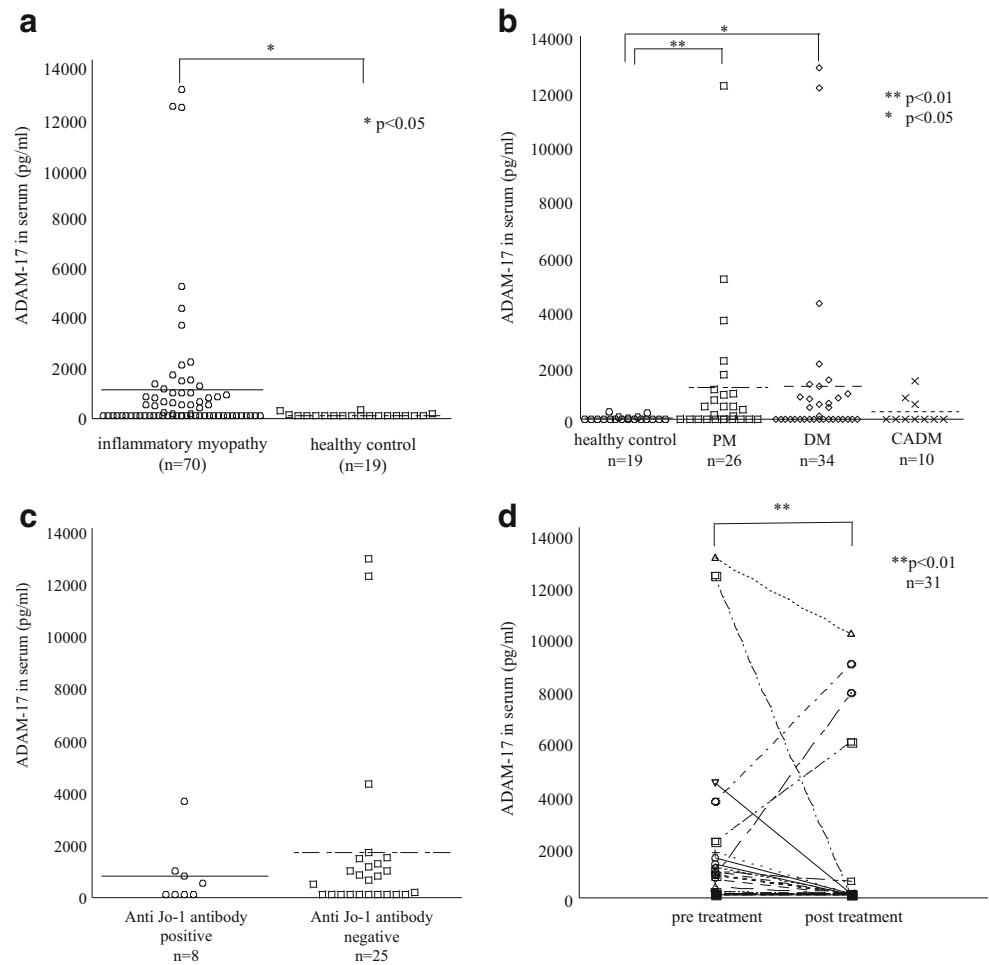 a
*
14000
12000
10000
8000
6000
4000
2000
0
ADAM-17 in serum (pg/ml)
* p<0.05
inflammatory myopathy
(n=70)
healthy control
(n=19)
b
*
**
14000
12000
10000
8000
6000
4000
2000
0
ADAM-17 in serum (pg/ml)
** p<0.01
* p<0.05
healthy control
n=19
PM
n=26
DM
n=34
CADM
n=10
c
14000
12000
10000
8000
6000
4000
2000
0
ADAM-17 in serum (pg/ml)
Anti Jo-1 antibody
positive
n=8
Anti Jo-1 antibody
negative
n=25
d
**
14000
12000
10000
8000
6000
4000
2000
0
ADAM-17 in serum (pg/ml)
**p<0.01
n=31
pre treatment
post treatment